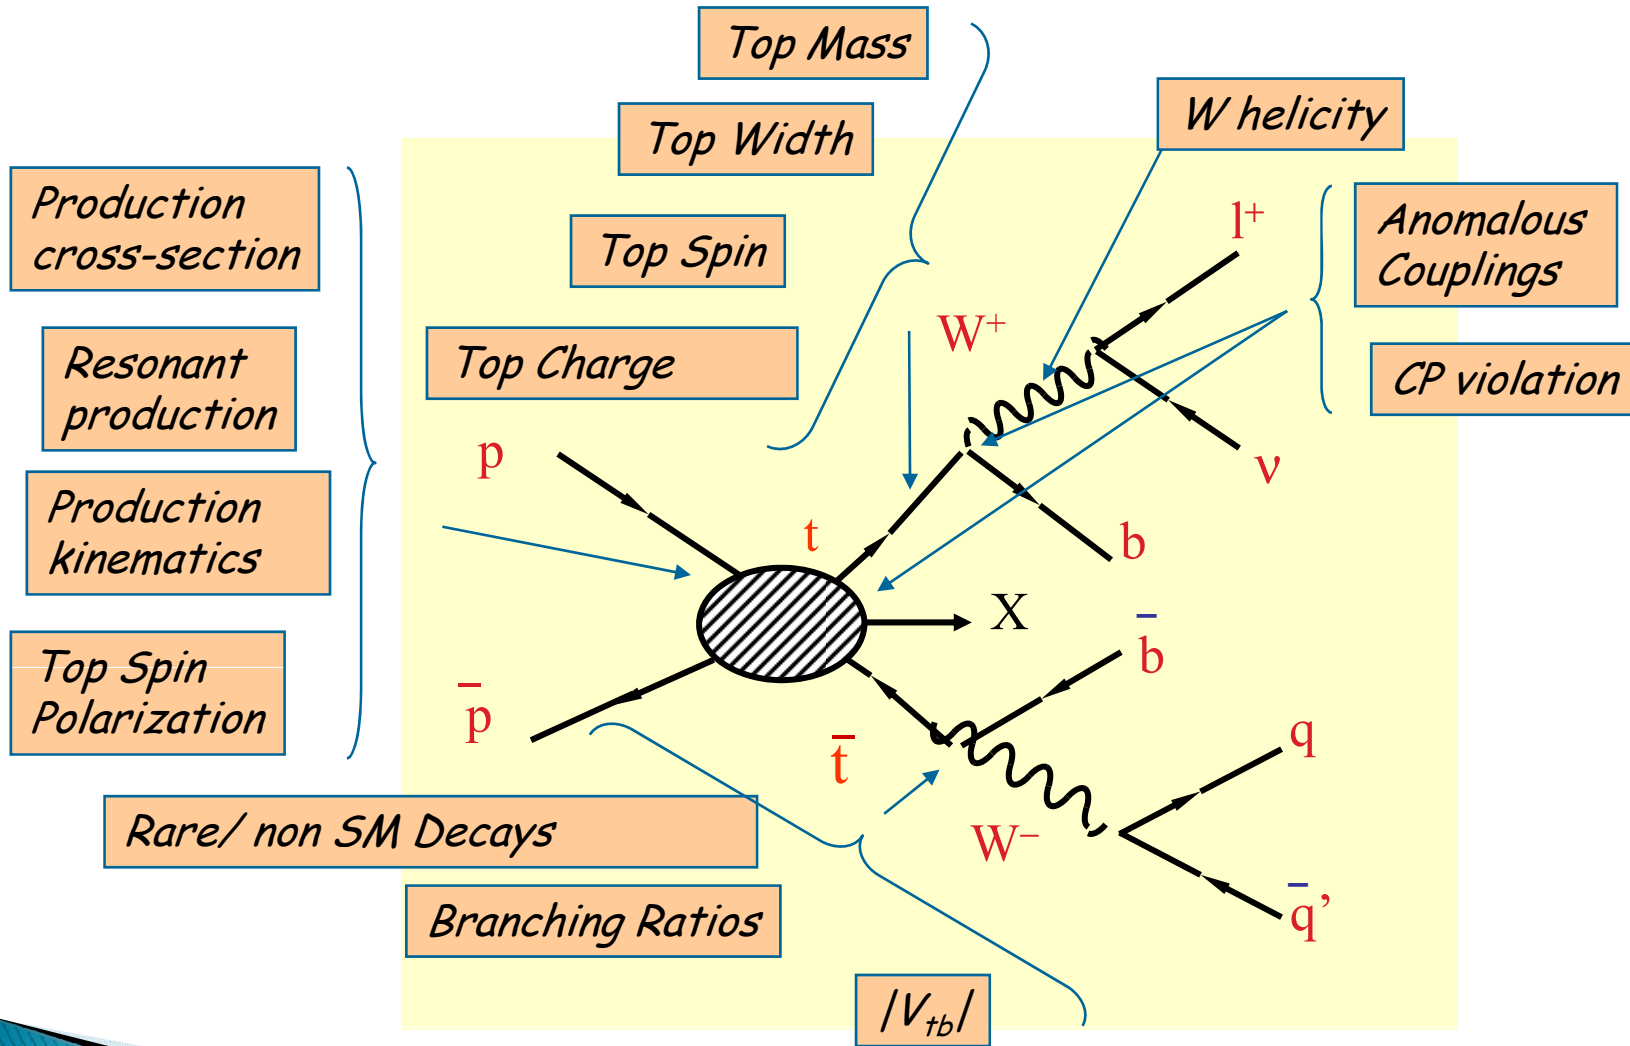 Top Mass
Top Width
W helicity
Production
cross-section
Top Spin
l⁺
Anomalous
Couplings
Resonant
production
Top Charge
W⁺
CP violation
p
ν
Production
kinematics
t
b
X
b̄
Top Spin
Polarization
p̄
t̄
q
Rare/ non SM Decays
W⁻
Branching Ratios
q̄’
|V_tb|